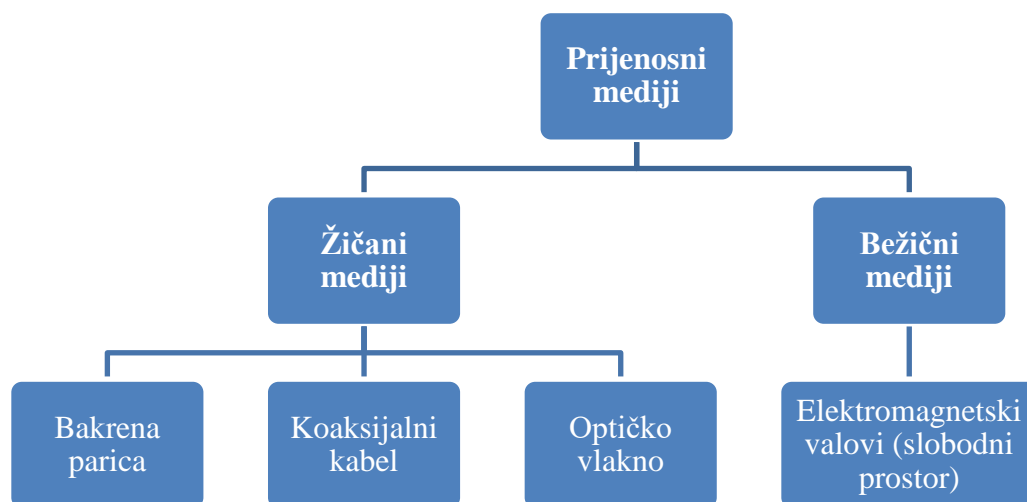 Prijenosni
mediji
Žičani
mediji
Bežični
mediji
Bakrena
parica
Koaksijalni
kabel
Optičko
vlakno
Elektromagnetski
valovi (slobodni
prostor)